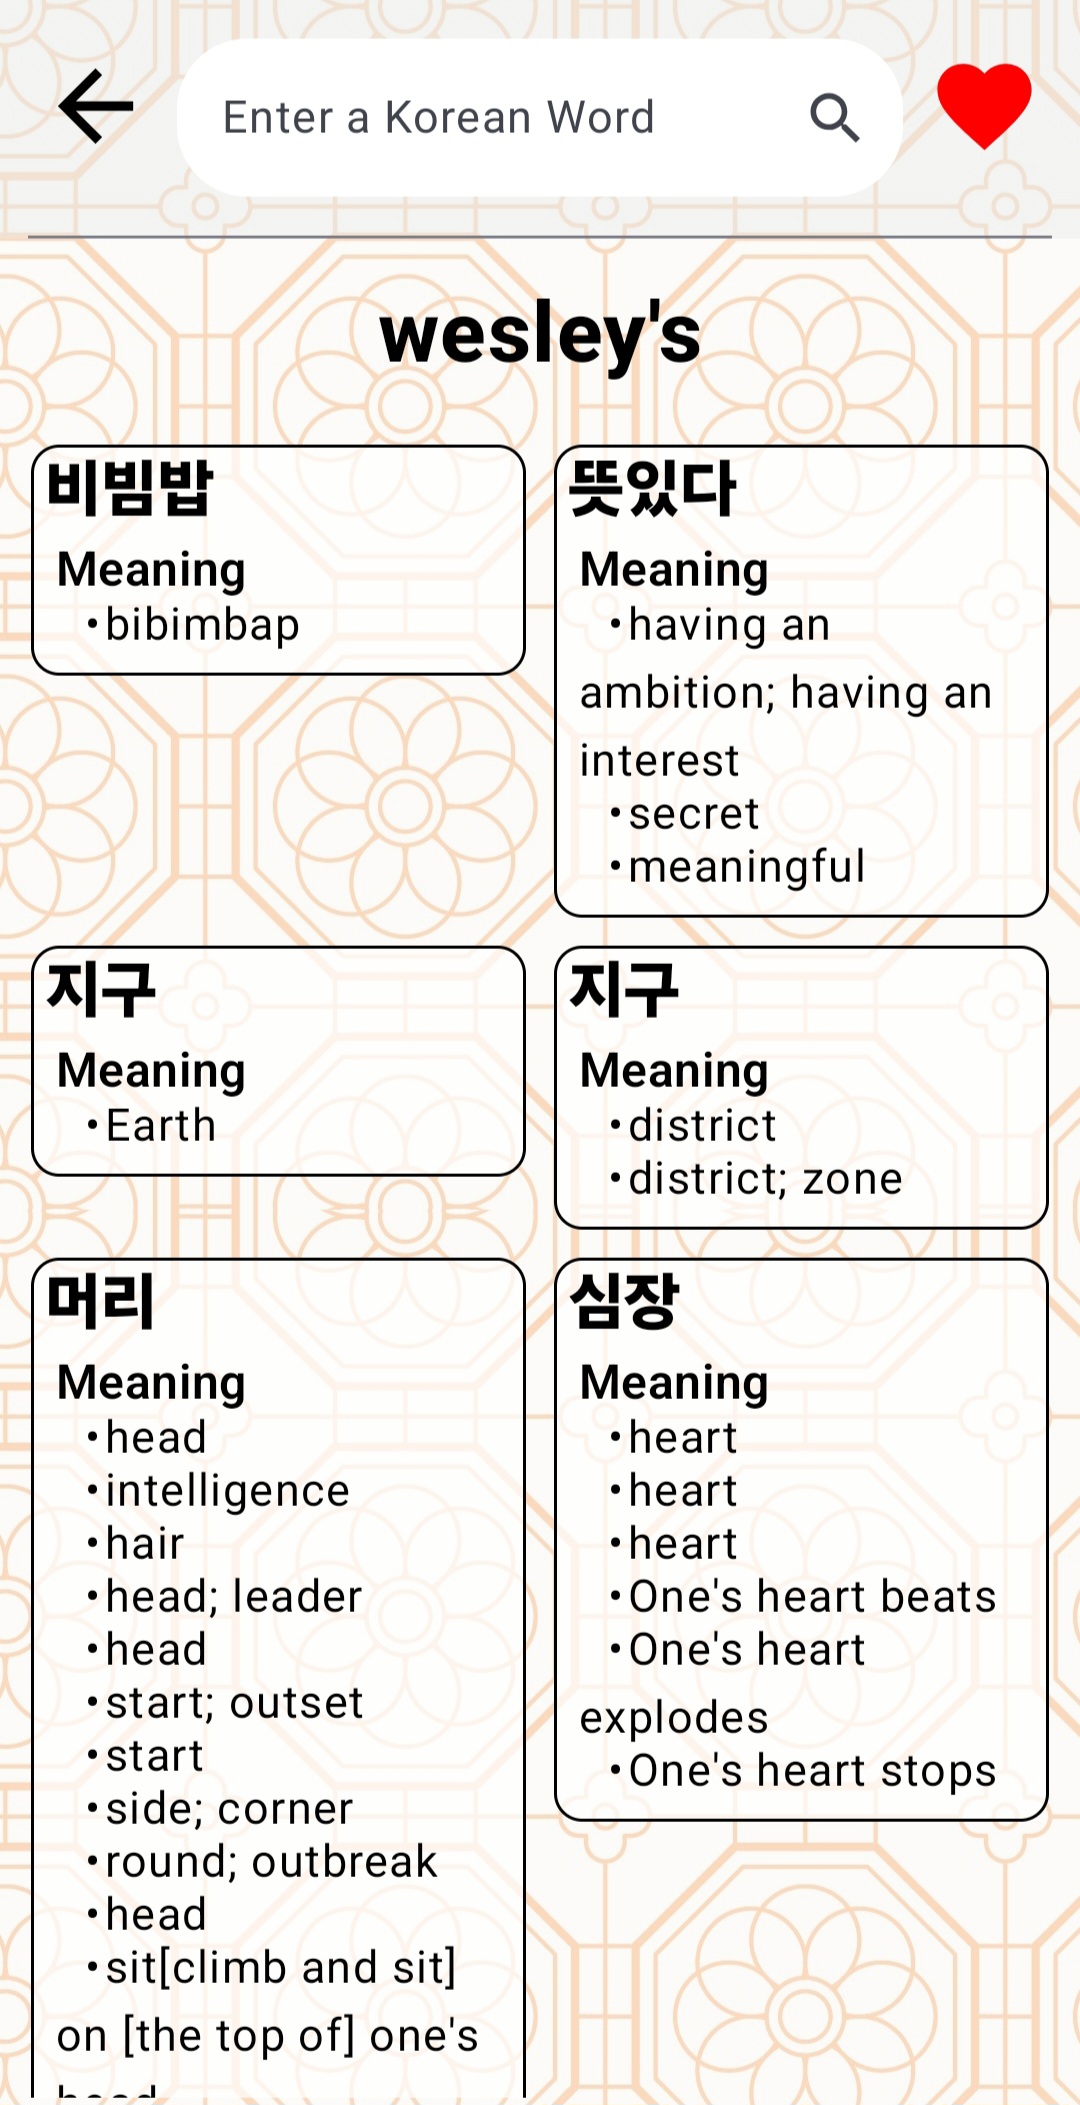 Enter a Korean Word
wesley's
비빔밥
Meaning
•bibimbap
뜻있다
Meaning
•having an
ambition; having an
interest
•secret
•meaningful
지구
Meaning
•Earth
지구
Meaning
•district
•district; zone
머리
Meaning
•head
•intelligence
•hair
•head; leader
•head
•start; outset
•start
•side; corner
•round; outbreak
•head
•sit[climb and sit]
on [the top of] one's
심장
Meaning
•heart
•heart
•heart
•One's heart beats
•One's heart
explodes
•One's heart stops